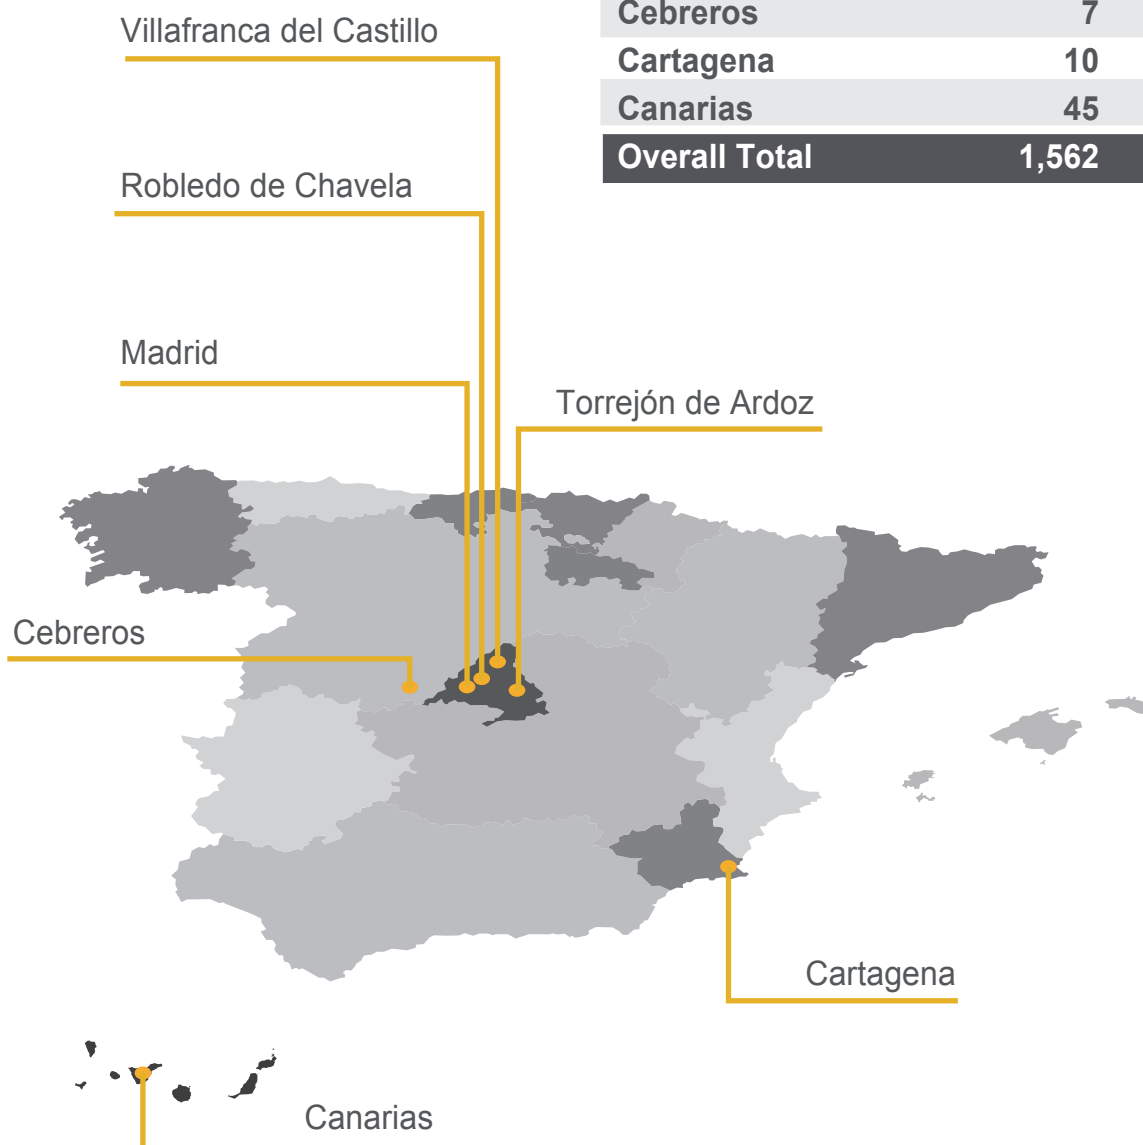 Villafranca del Castillo
Cebreros 7
Cartagena 10
Canarias 45
Overall Total 1,562
Robledo de Chavela
Madrid
Torrejón de Ardoz
Cebreros
Cartagena
Canarias